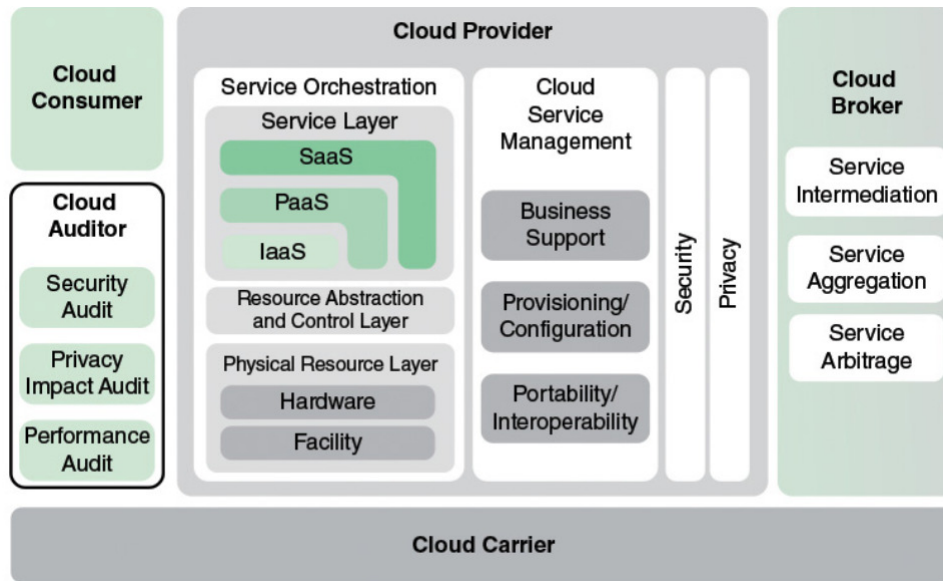 Cloud
Consumer
Cloud
Auditor
Security
Audit
Privacy
Impact Audit
Performance
Audit
Cloud Provider
Service Orchestration
Service Layer
SaaS
PaaS
IaaS
Resource Abstraction
and Control Layer
Physical Resource Layer
Hardware
Facility
Cloud
Service
Management
Business
Support
Provisioning/
Configuration
Portability/
Interoperability
Security
Privacy
Cloud
Broker
Service
Intermediation
Service
Aggregation
Service
Arbitrage
Cloud Carrier